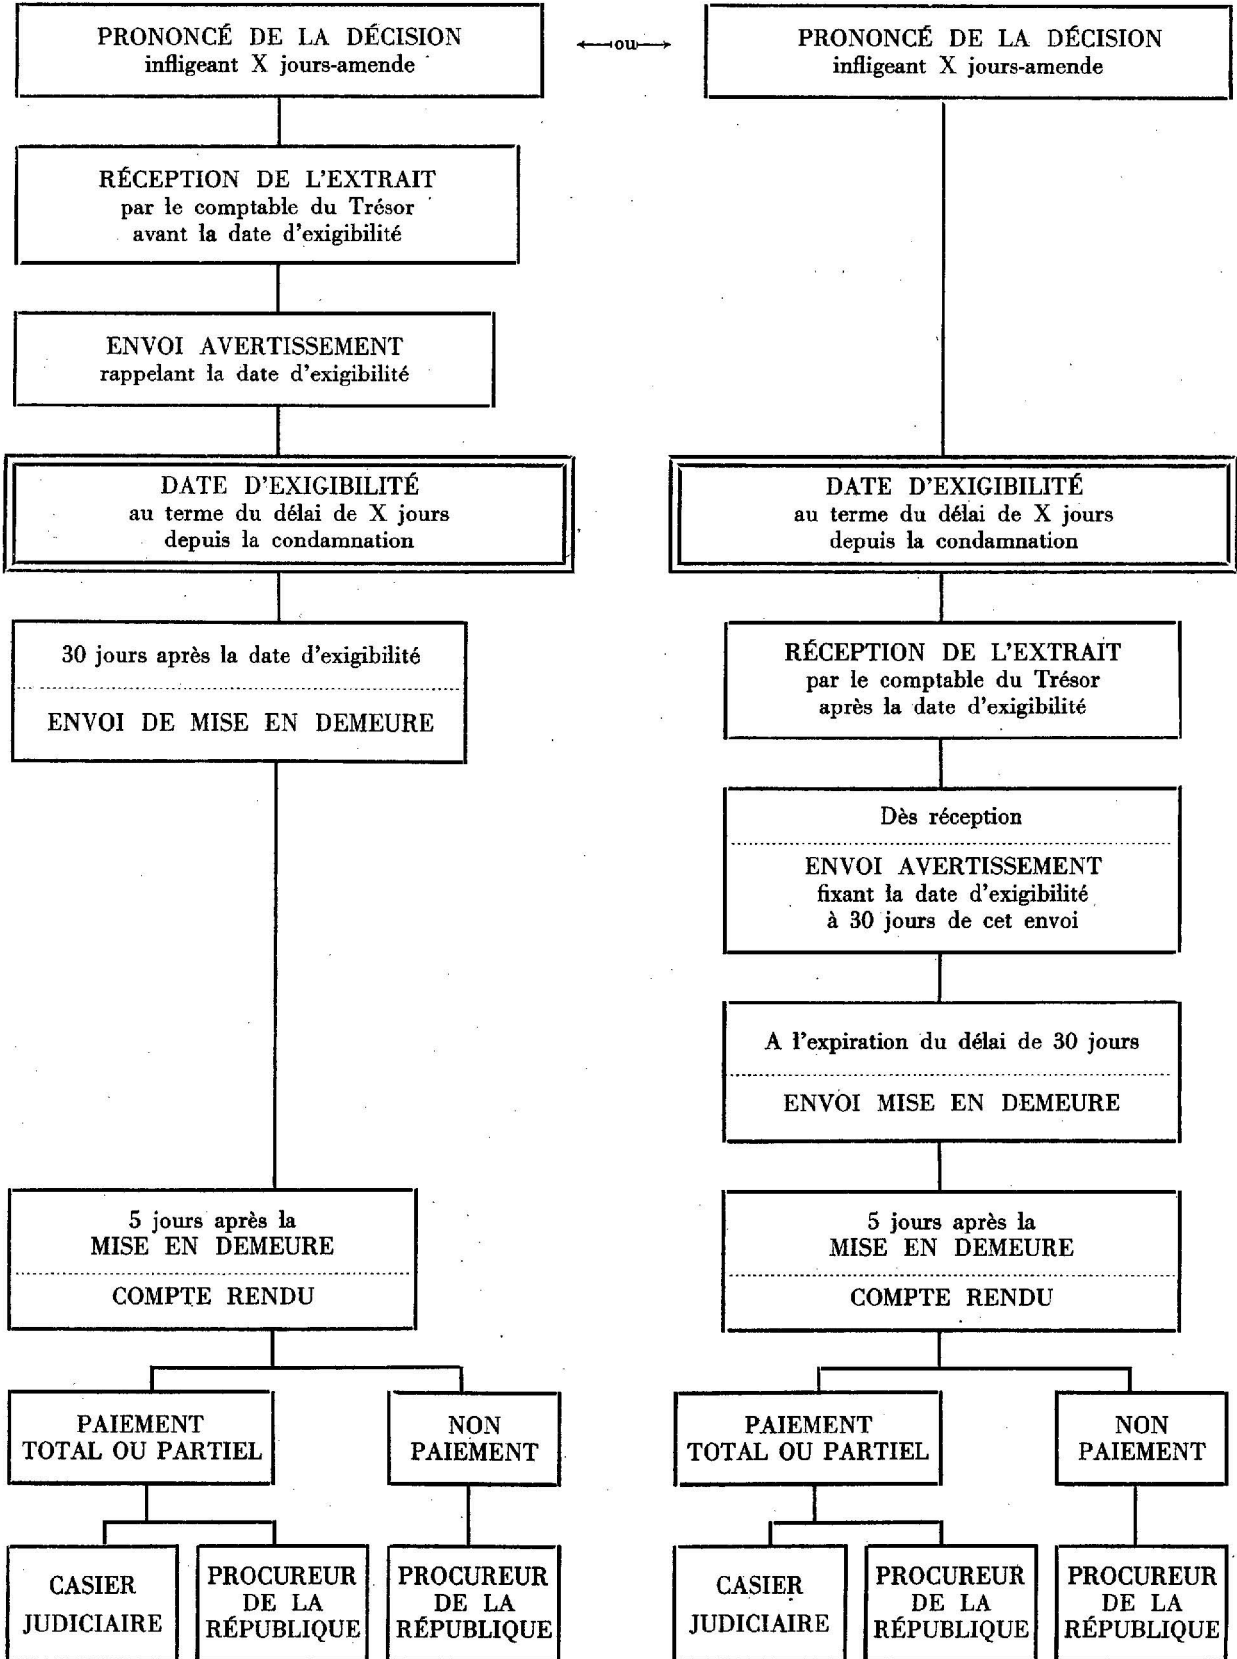 PRONONCÉ DE LA DÉCISION
infligeant X jours-amende
←ou→
PRONONCÉ DE LA DÉCISION
infligeant X jours-amende
RÉCEPTION DE L'EXTRAIT
par le comptable du Trésor
avant la date d'exigibilité
ENVOI AVERTISSEMENT
rappelant la date d'exigibilité
DATE D'EXIGIBILITÉ
au terme du délai de X jours
depuis la condamnation
30 jours après la date d'exigibilité
ENVOI DE MISE EN DEMEURE
5 jours après la
MISE EN DEMEURE
COMPTE RENDU
PAIEMENT
TOTAL OU PARTIEL
NON
PAIEMENT
CASIER
JUDICIAIRE
PROCUREUR
DE LA
RÉPUBLIQUE
PROCUREUR
DE LA
RÉPUBLIQUE
DATE D'EXIGIBILITÉ
au terme du délai de X jours
depuis la condamnation
RÉCEPTION DE L'EXTRAIT
par le comptable du Trésor
après la date d'exigibilité
Dès réception
ENVOI AVERTISSEMENT
fixant la date d'exigibilité
à 30 jours de cet envoi
A l'expiration du délai de 30 jours
ENVOI MISE EN DEMEURE
5 jours après la
MISE EN DEMEURE
COMPTE RENDU
PAIEMENT
TOTAL OU PARTIEL
NON
PAIEMENT
CASIER
JUDICIAIRE
PROCUREUR
DE LA
RÉPUBLIQUE
PROCUREUR
DE LA
RÉPUBLIQUE